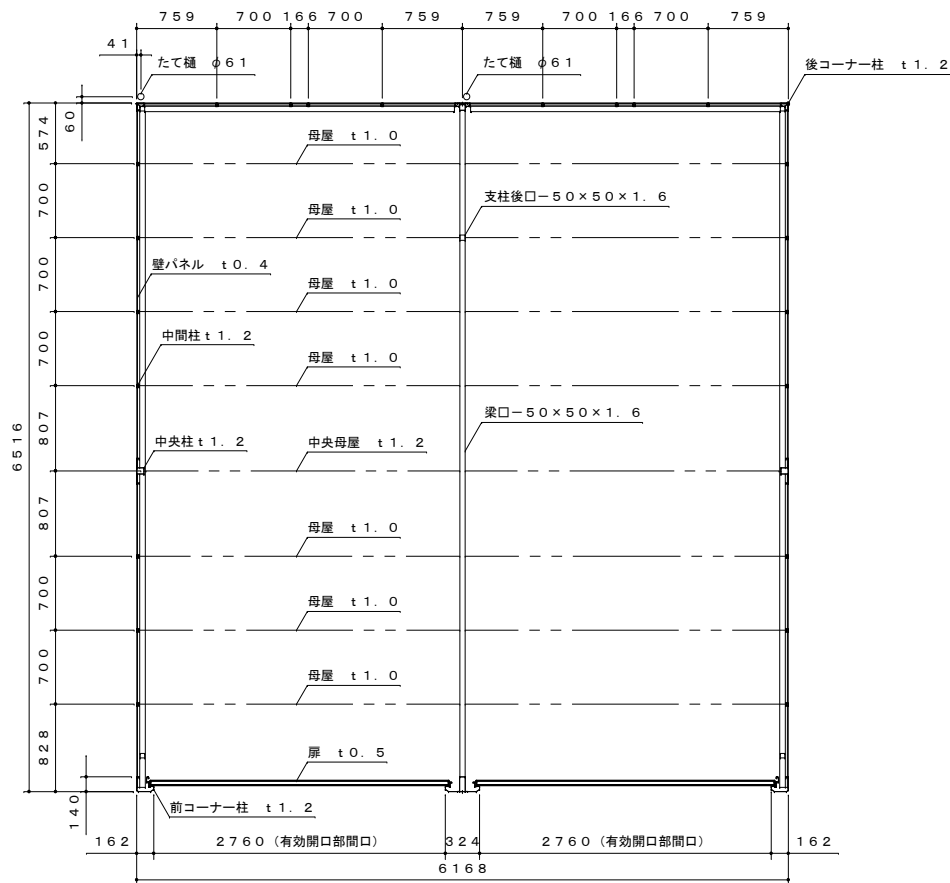 759 700 166 700 759 759 700 166 700 759
41
たて樋 φ61 たて樋 φ61
後コーナー柱 t1.2
60
574
母屋 t1.0
700
支柱後口−50×50×1.6
母屋 t1.0
700
壁パネル t0.4
母屋 t1.0
700
中間柱t1.2
母屋 t1.0
807
梁口−50×50×1.6
6516
中央柱t1.2 中央母屋 t1.2
807
母屋 t1.0
700
母屋 t1.0
700
母屋 t1.0
828
扉 t0.5
140
前コーナー柱 t1.2
162 2760(有効開口部間口) 324 2760(有効開口部間口) 162
6168